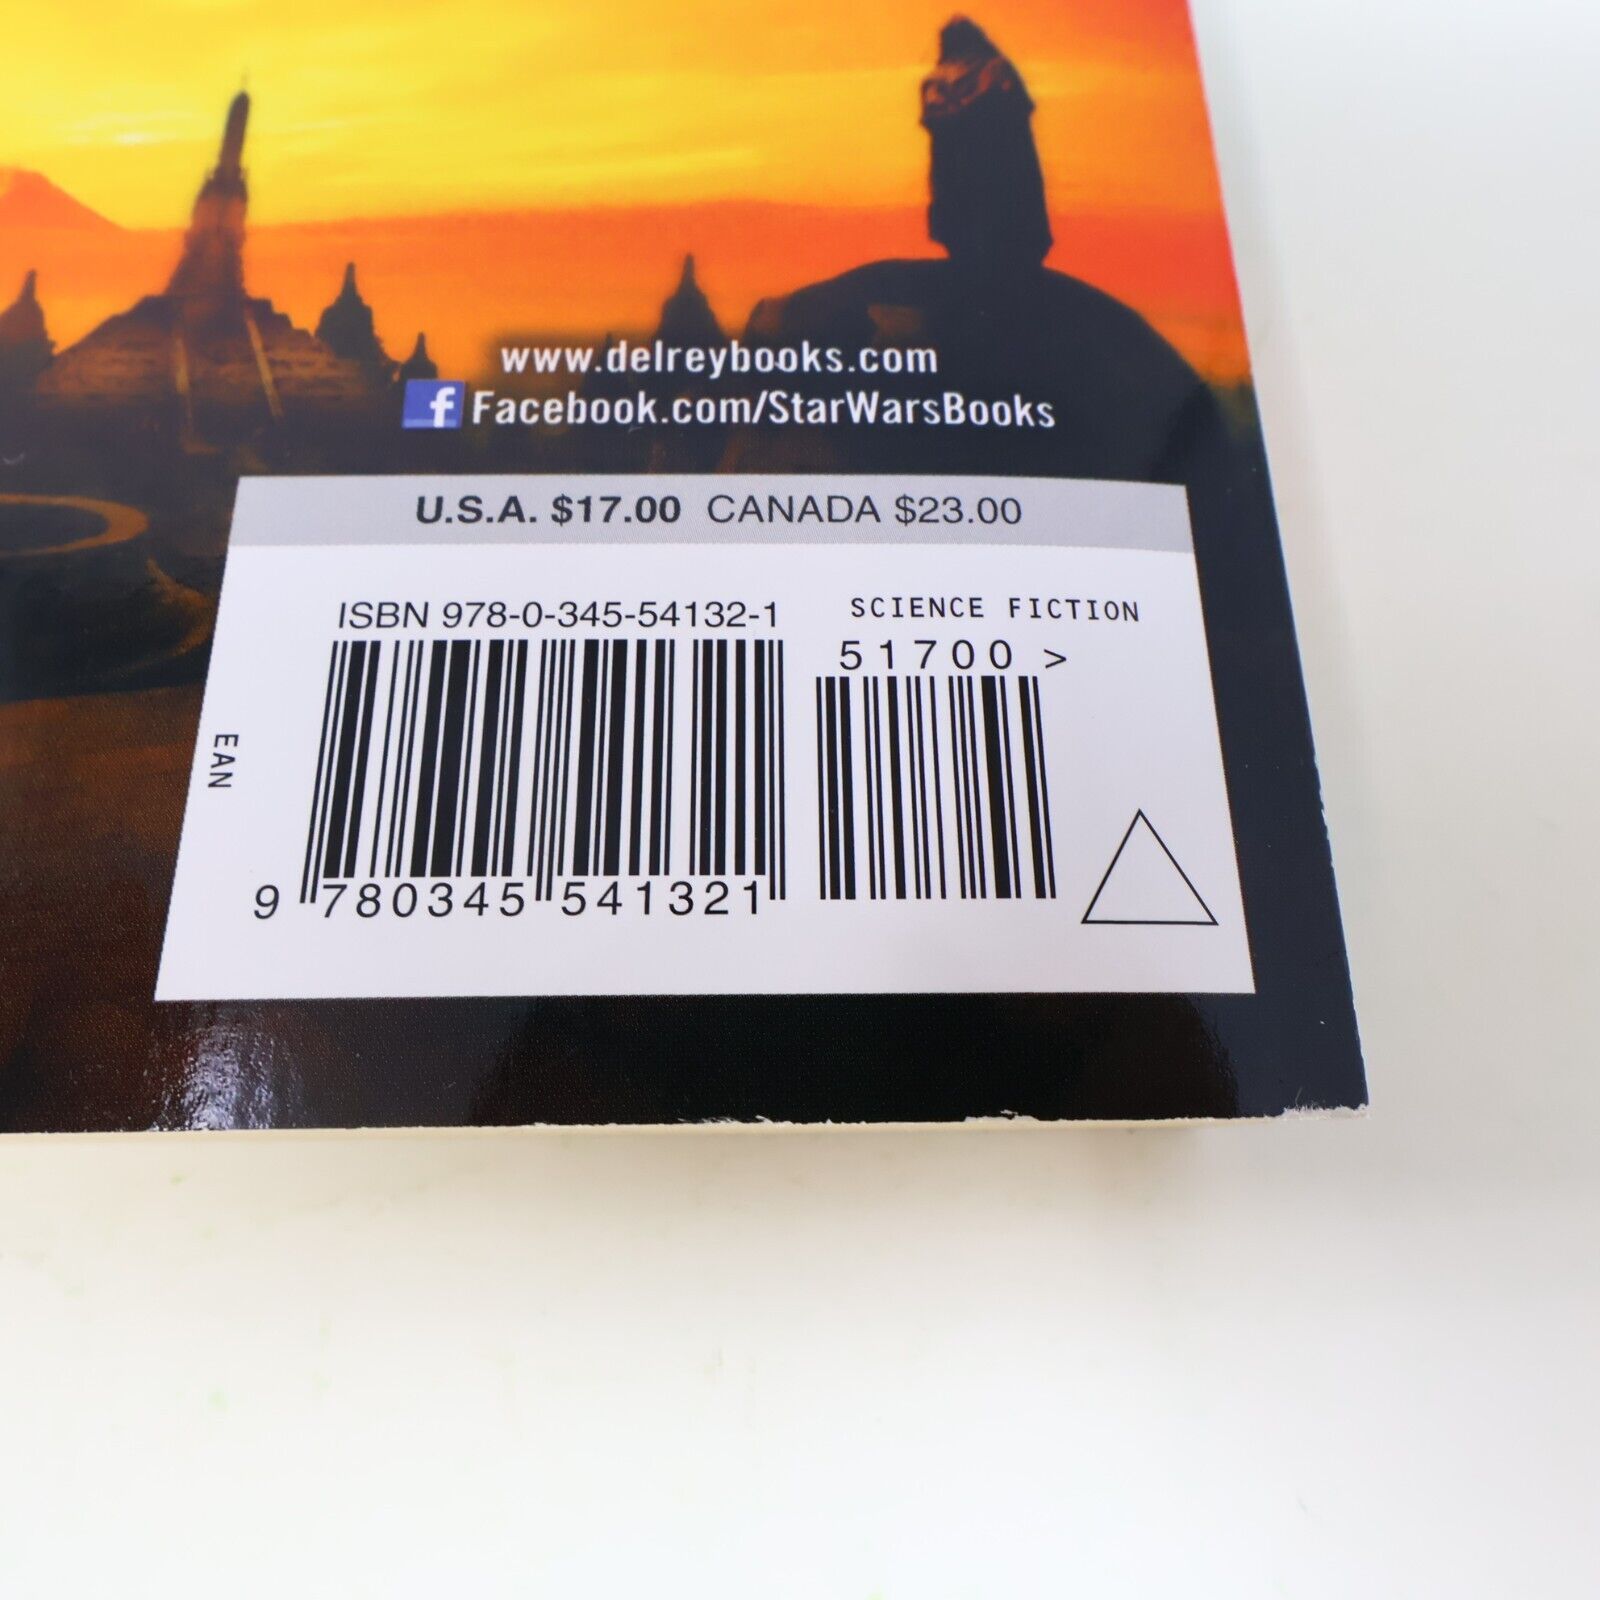 www.delreybooks.com
f Facebook.com/StarWarsBooks
U.S.A. $17.00 CANADA $23.00
ISBN 978-0-345-54132-1
SCIENCE FICTION
51700 >
EAN
9 780345 541321